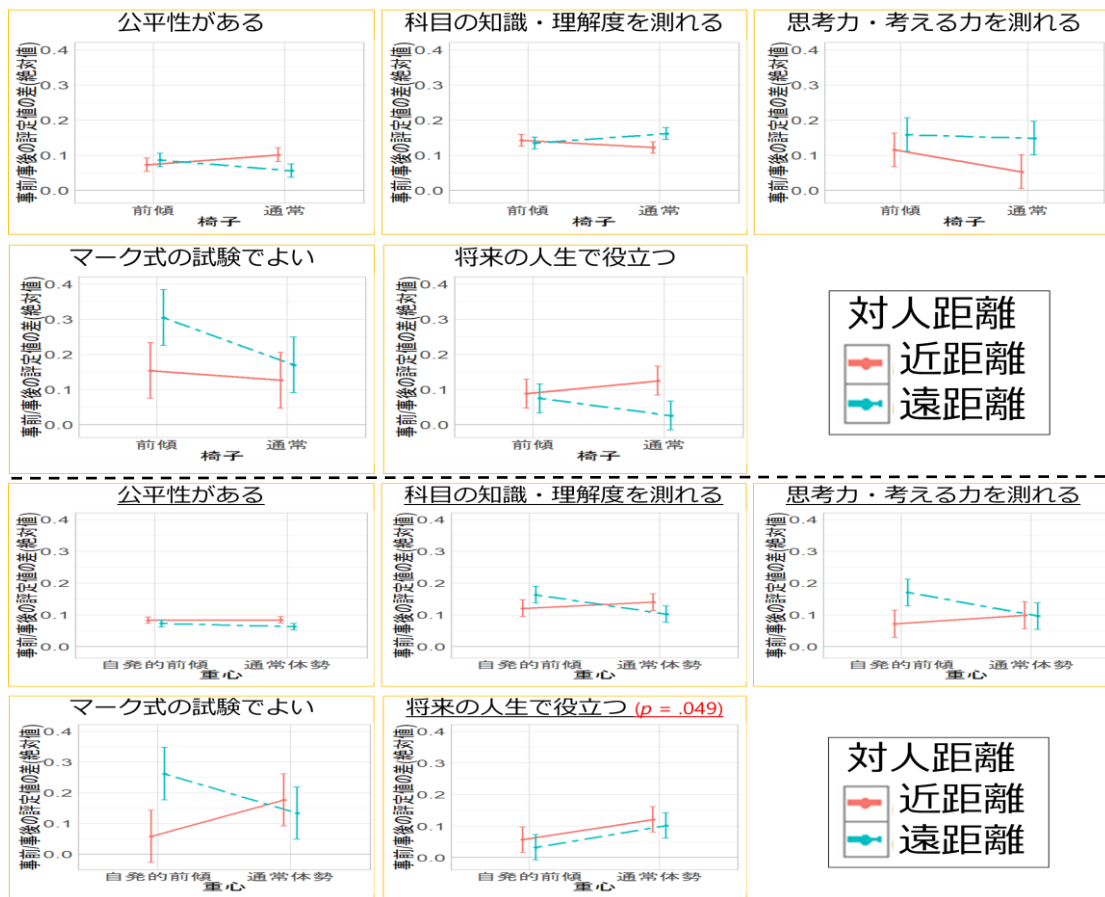 公平性がある
事前/事後の評定値の差(絶対値)
0.4
0.3
0.2
0.1
0.0
前傾
通常
椅子
科目の知識・理解度を測れる
事前/事後の評定値の差(絶対値)
0.4
0.3
0.2
0.1
0.0
前傾
通常
椅子
思考力・考える力を測れる
事前/事後の評定値の差(絶対値)
0.4
0.3
0.2
0.1
0.0
前傾
通常
椅子
マーク式の試験でよい
事前/事後の評定値の差(絶対値)
0.4
0.3
0.2
0.1
0.0
前傾
通常
椅子
将来の人生で役立つ
事前/事後の評定値の差(絶対値)
0.4
0.3
0.2
0.1
0.0
前傾
通常
椅子
対人距離
近距離
遠距離
公平性がある
事前/事後の評定値の差(絶対値)
0.4
0.3
0.2
0.1
0.0
自発的前傾
通常体勢
重心
科目の知識・理解度を測れる
事前/事後の評定値の差(絶対値)
0.4
0.3
0.2
0.1
0.0
自発的前傾
通常体勢
重心
思考力・考える力を測れる
事前/事後の評定値の差(絶対値)
0.4
0.3
0.2
0.1
0.0
自発的前傾
通常体勢
重心
マーク式の試験でよい
事前/事後の評定値の差(絶対値)
0.4
0.3
0.2
0.1
0.0
自発的前傾
通常体勢
重心
将来の人生で役立つ (p = .049)
事前/事後の評定値の差(絶対値)
0.4
0.3
0.2
0.1
0.0
自発的前傾
通常体勢
重心
対人距離
近距離
遠距離